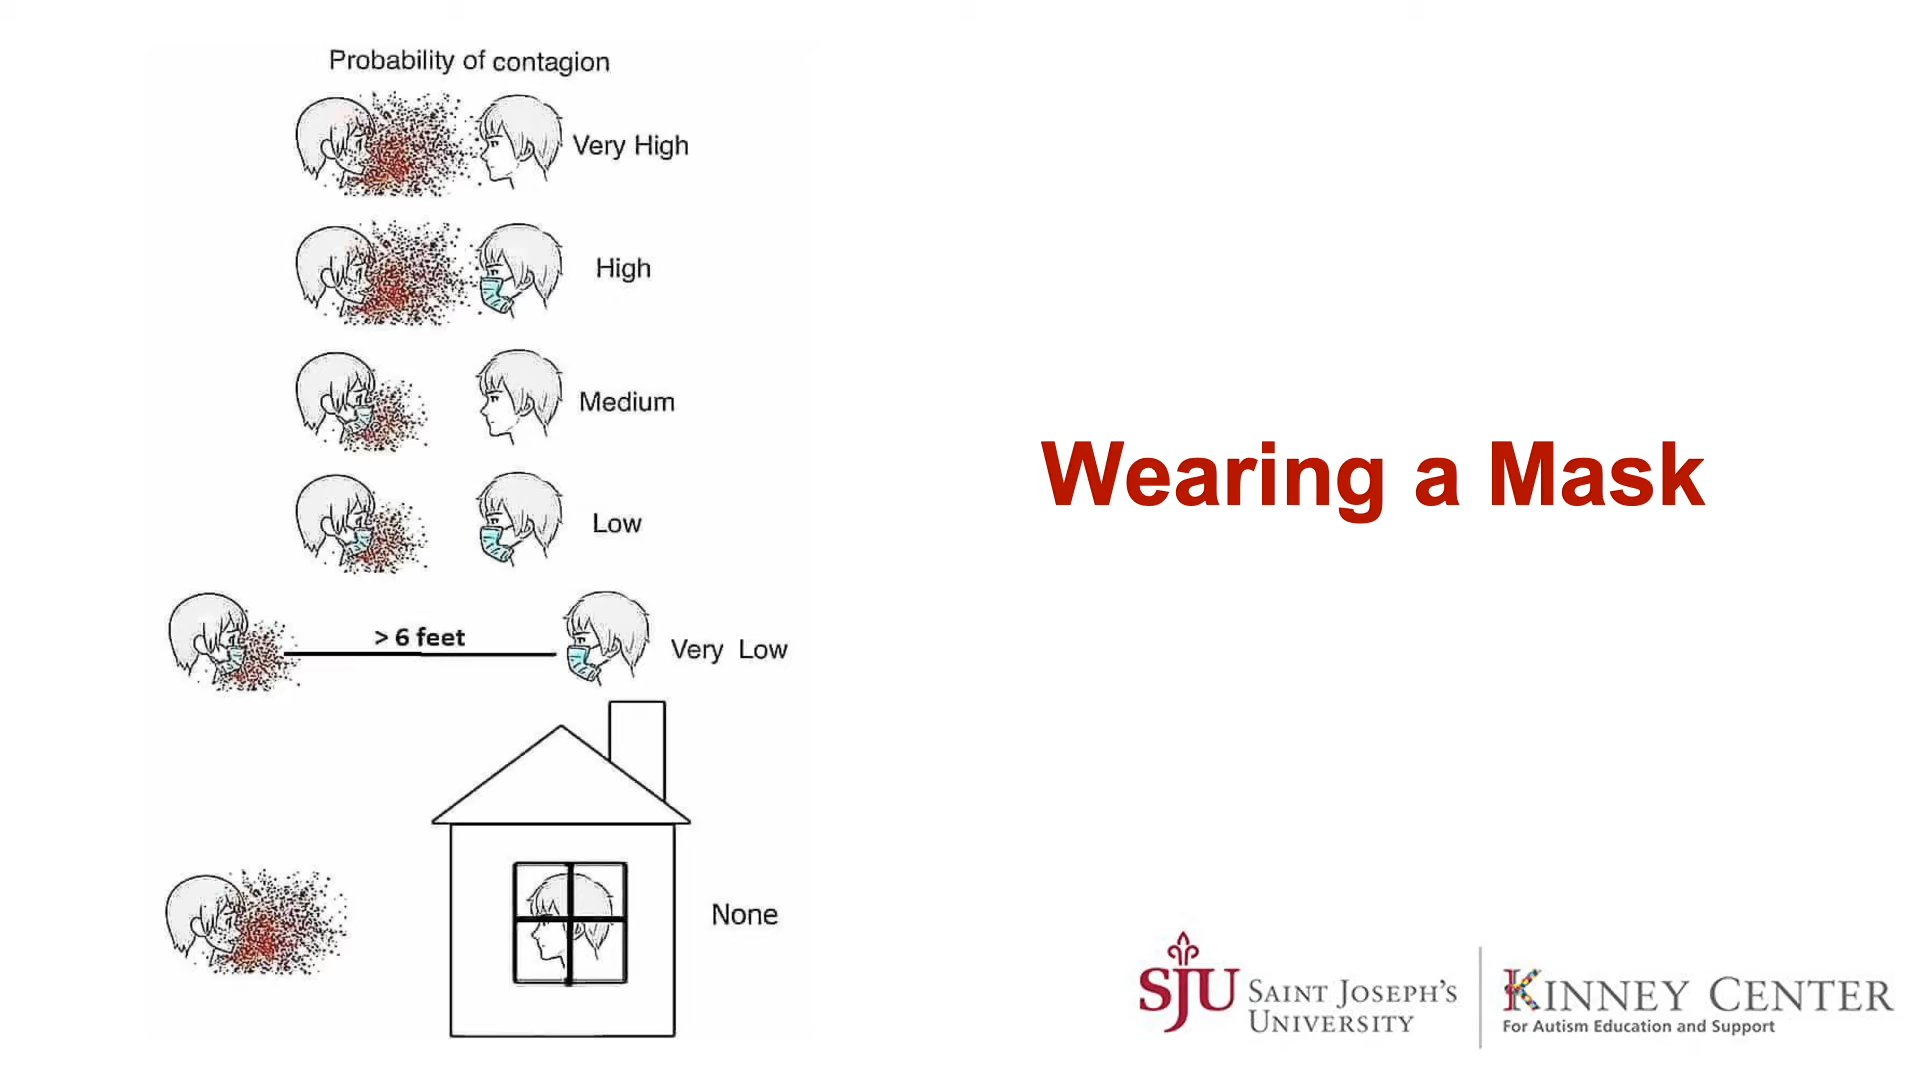 Probability of contagion
Very High
High
Medium
Low
> 6 feet
Very Low
None
Wearing a Mask
SJU SAINT JOSEPH'S
UNIVERSITY
KINNEY CENTER
For Autism Education and Support